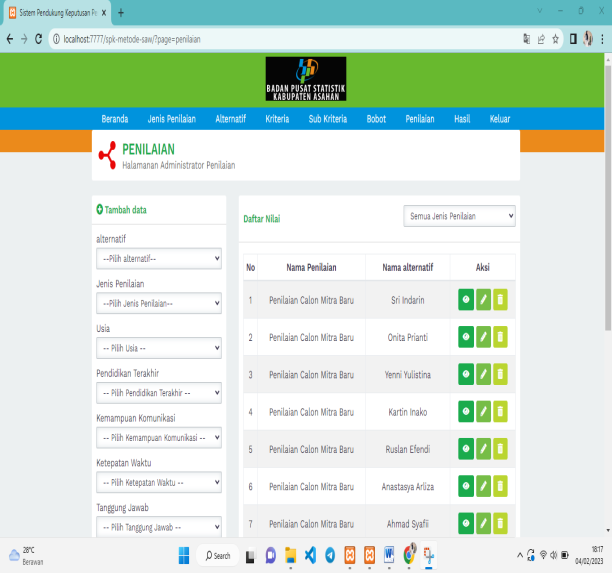 Sistem Pendukung Keputusan Pe
localhost:7777/spk-metode-saw/?page=penilaian
BADAN PUSAT STATISTIK
KABUPATEN ASAHAN
Beranda Jenis Penilaian Alternatif Kriteria Sub Kriteria Bobot Penilaian Hasil Keluar
PENILAIAN
Halamanan Administrator Penilaian
Tambah data
alternatif
--Pilih alternatif--
Jenis Penilaian
--Pilih Jenis Penilaian--
Usia
-- Pilih Usia --
Pendidikan Terakhir
-- Pilih Pendidikan Terakhir --
Kemampuan Komunikasi
-- Pilih Kemampuan Komunikasi --
Ketepatan Waktu
-- Pilih Ketepatan Waktu --
Tanggung Jawab
-- Pilih Tanggung Jawab --
Daftar Nilai
Semua Jenis Penilaian
No Nama Penilaian Nama alternatif Aksi
1 Penilaian Calon Mitra Baru Sri Indarin
2 Penilaian Calon Mitra Baru Onita Prianti
3 Penilaian Calon Mitra Baru Yenni Yulistina
4 Penilaian Calon Mitra Baru Kartin Inako
5 Penilaian Calon Mitra Baru Ruslan Efendi
6 Penilaian Calon Mitra Baru Anastasya Arliza
7 Penilaian Calon Mitra Baru Ahmad Syafii
28°C
Berawan
Search
18:17
04/02/2023